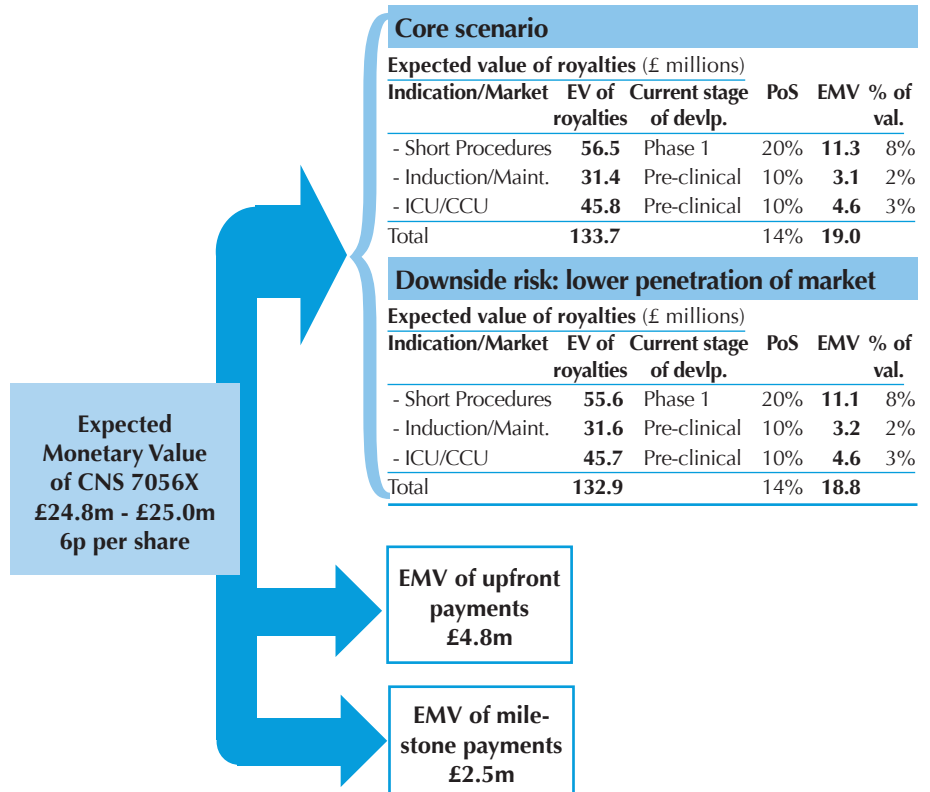 Core scenario
Expected value of royalties (£ millions)
Indication/Market EV of Current stage PoS EMV % of
royalties of devlp. val.
- Short Procedures 56.5 Phase 1 20% 11.3 8%
- Induction/Maint. 31.4 Pre-clinical 10% 3.1 2%
- ICU/CCU 45.8 Pre-clinical 10% 4.6 3%
Total 133.7 14% 19.0
Downside risk: lower penetration of market
Expected value of royalties (£ millions)
Indication/Market EV of Current stage PoS EMV % of
royalties of devlp. val.
- Short Procedures 55.6 Phase 1 20% 11.1 8%
- Induction/Maint. 31.6 Pre-clinical 10% 3.2 2%
- ICU/CCU 45.7 Pre-clinical 10% 4.6 3%
Total 132.9 14% 18.8
Expected
Monetary Value
of CNS 7056X
£24.8m - £25.0m
6p per share
EMV of upfront
payments
£4.8m
EMV of mile-
stone payments
£2.5m